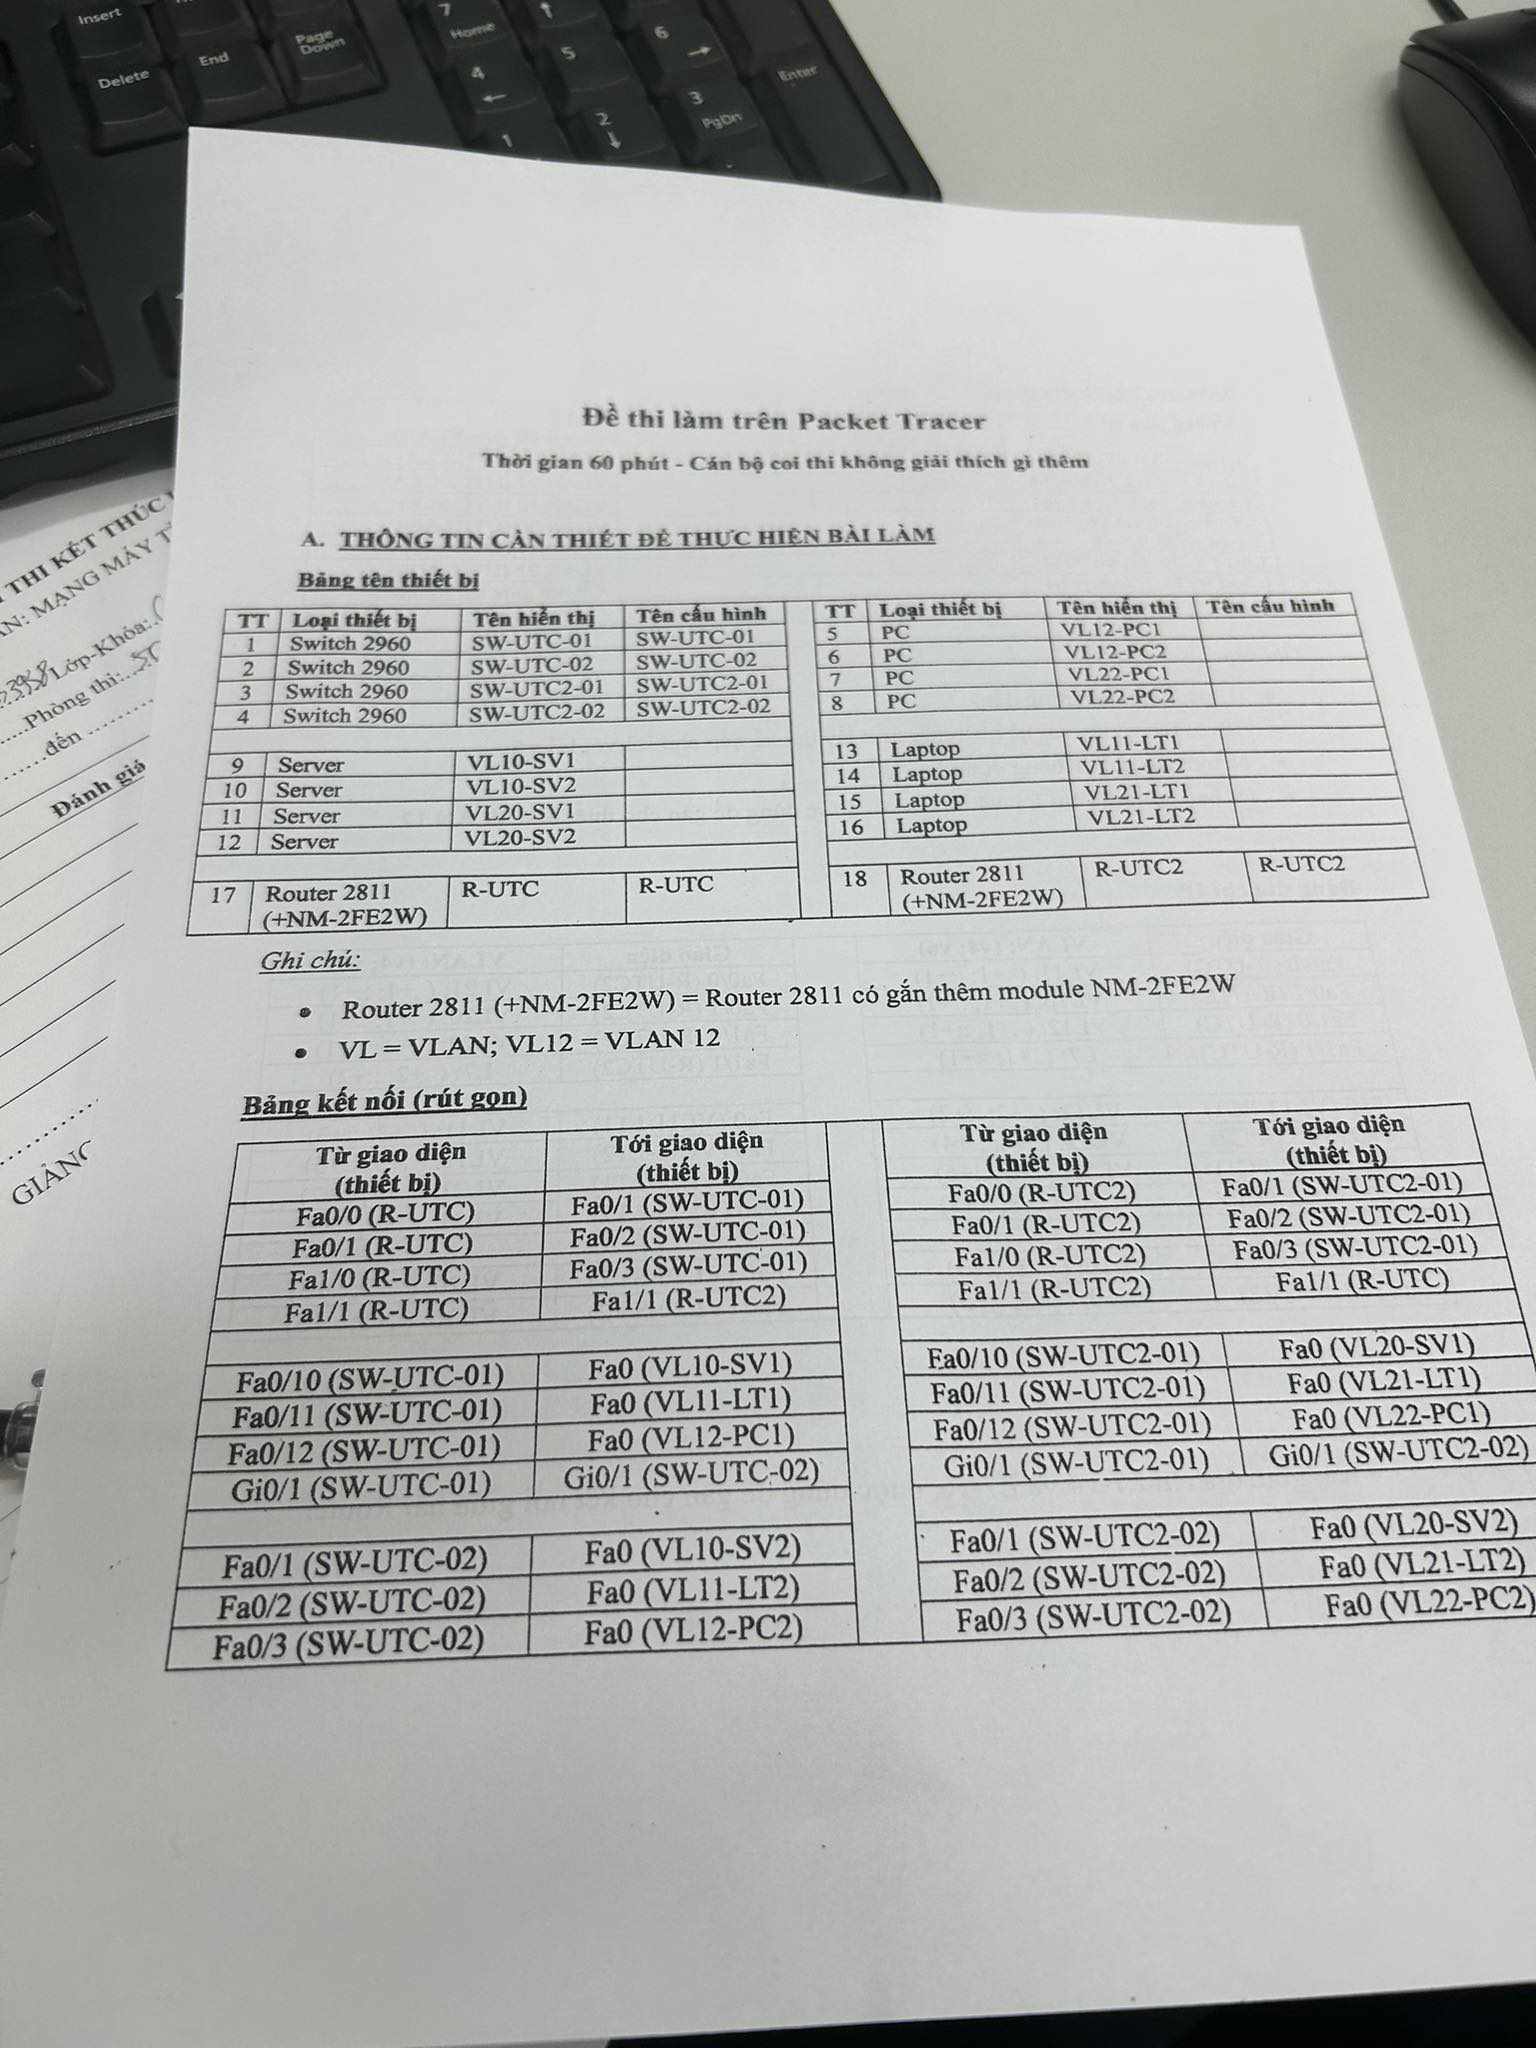 Insert
Delete
End
Page
Down
7
Home
4
1
5
2
6
3
PgDn
Enter
THI KẾT THÚC
MẠNG MÁY
Lớp-Khóa:
Phòng thi:
đến
Đánh giá
Đề thi làm trên Packet Tracer
Thời gian 60 phút - Cán bộ coi thi không giải thích gì thêm
A. THÔNG TIN CẦN THIẾT ĐỂ THỰC HIỆN BÀI LÀM
Bảng tên thiết bị
TT Loại thiết bị Tên hiển thị Tên cấu hình TT Loại thiết bị Tên hiển thị Tên cấu hình
1 Switch 2960 SW-UTC-01 SW-UTC-01 5 PC VL12-PC1
2 Switch 2960 SW-UTC-02 SW-UTC-02 6 PC VL12-PC2
3 Switch 2960 SW-UTC2-01 SW-UTC2-01 7 PC VL22-PC1
4 Switch 2960 SW-UTC2-02 SW-UTC2-02 8 PC VL22-PC2
9 Server VL10-SV1 13 Laptop VL11-LT1
10 Server VL10-SV2 14 Laptop VL11-LT2
11 Server VL20-SV1 15 Laptop VL21-LT1
12 Server VL20-SV2 16 Laptop VL21-LT2
17 Router 2811 R-UTC R-UTC 18 Router 2811 R-UTC2 R-UTC2
(+NM-2FE2W) (+NM-2FE2W)
Ghi chú:
• Router 2811 (+NM-2FE2W) = Router 2811 có gắn thêm module NM-2FE2W
• VL = VLAN; VL12 = VLAN 12
Bảng kết nối (rút gọn)
Từ giao diện Tới giao diện Từ giao diện Tới giao diện
(thiết bị) (thiết bị) (thiết bị) (thiết bị)
Fa0/0 (R-UTC) Fa0/1 (SW-UTC-01) Fa0/0 (R-UTC2) Fa0/1 (SW-UTC2-01)
Fa0/1 (R-UTC) Fa0/2 (SW-UTC-01) Fa0/1 (R-UTC2) Fa0/2 (SW-UTC2-01)
Fa1/0 (R-UTC) Fa0/3 (SW-UTC-01) Fa1/0 (R-UTC2) Fa0/3 (SW-UTC2-01)
Fa1/1 (R-UTC) Fa1/1 (R-UTC2) Fa1/1 (R-UTC2) Fa1/1 (R-UTC)
Fa0/10 (SW-UTC-01) Fa0 (VL10-SV1) Fa0/10 (SW-UTC2-01) Fa0 (VL20-SV1)
Fa0/11 (SW-UTC-01) Fa0 (VL11-LT1) Fa0/11 (SW-UTC2-01) Fa0 (VL21-LT1)
Fa0/12 (SW-UTC-01) Fa0 (VL12-PC1) Fa0/12 (SW-UTC2-01) Fa0 (VL22-PC1)
Gi0/1 (SW-UTC-01) Gi0/1 (SW-UTC-02) Gi0/1 (SW-UTC2-01) Gi0/1 (SW-UTC2-02)
Fa0/1 (SW-UTC-02) Fa0 (VL10-SV2) Fa0/1 (SW-UTC2-02) Fa0 (VL20-SV2)
Fa0/2 (SW-UTC-02) Fa0 (VL11-LT2) Fa0/2 (SW-UTC2-02) Fa0 (VL21-LT2)
Fa0/3 (SW-UTC-02) Fa0 (VL12-PC2) Fa0/3 (SW-UTC2-02) Fa0 (VL22-PC2)